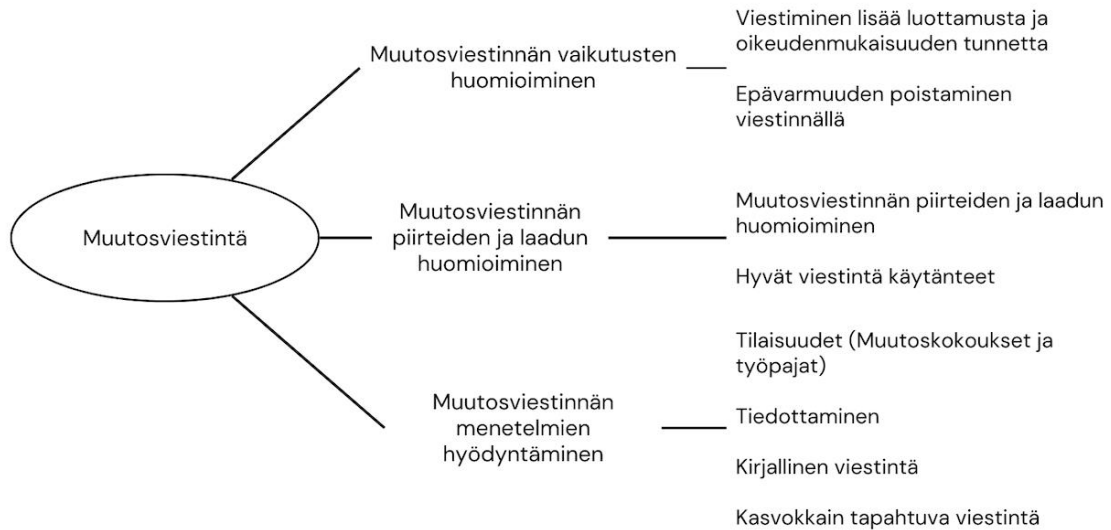 Muutosviestintä
Muutosviestinnän vaikutusten
huomioiminen
Viestiminen lisää luottamusta ja
oikeudenmukaisuuden tunnetta
Epävarmuuden poistaminen
viestinnällä
Muutosviestinnän
piirteiden ja laadun
huomioiminen
Muutosviestinnän piirteiden ja laadun
huomioiminen
Hyvät viestintä käytänteet
Muutosviestinnän
menetelmien
hyödyntäminen
Tilaisuudet (Muutoskokoukset ja
työpajat)
Tiedottaminen
Kirjallinen viestintä
Kasvokkain tapahtuva viestintä